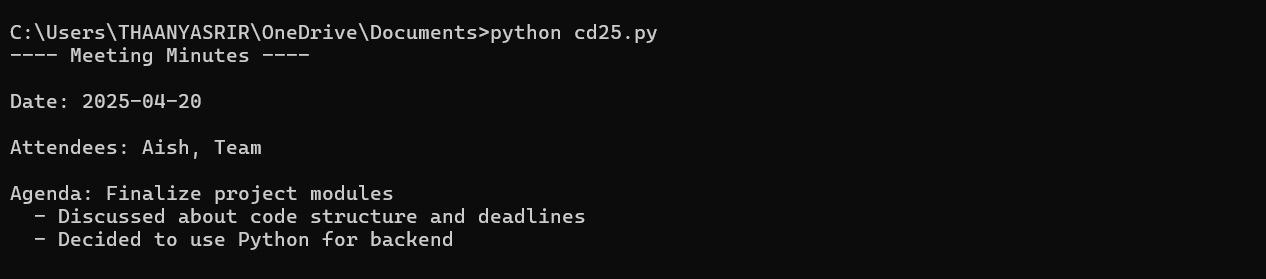 C:\Users\THAANYASRIR\OneDrive\Documents>python cd25.py
---- Meeting Minutes ----
Date: 2025-04-20
Attendees: Aish, Team
Agenda: Finalize project modules
  - Discussed about code structure and deadlines
  - Decided to use Python for backend